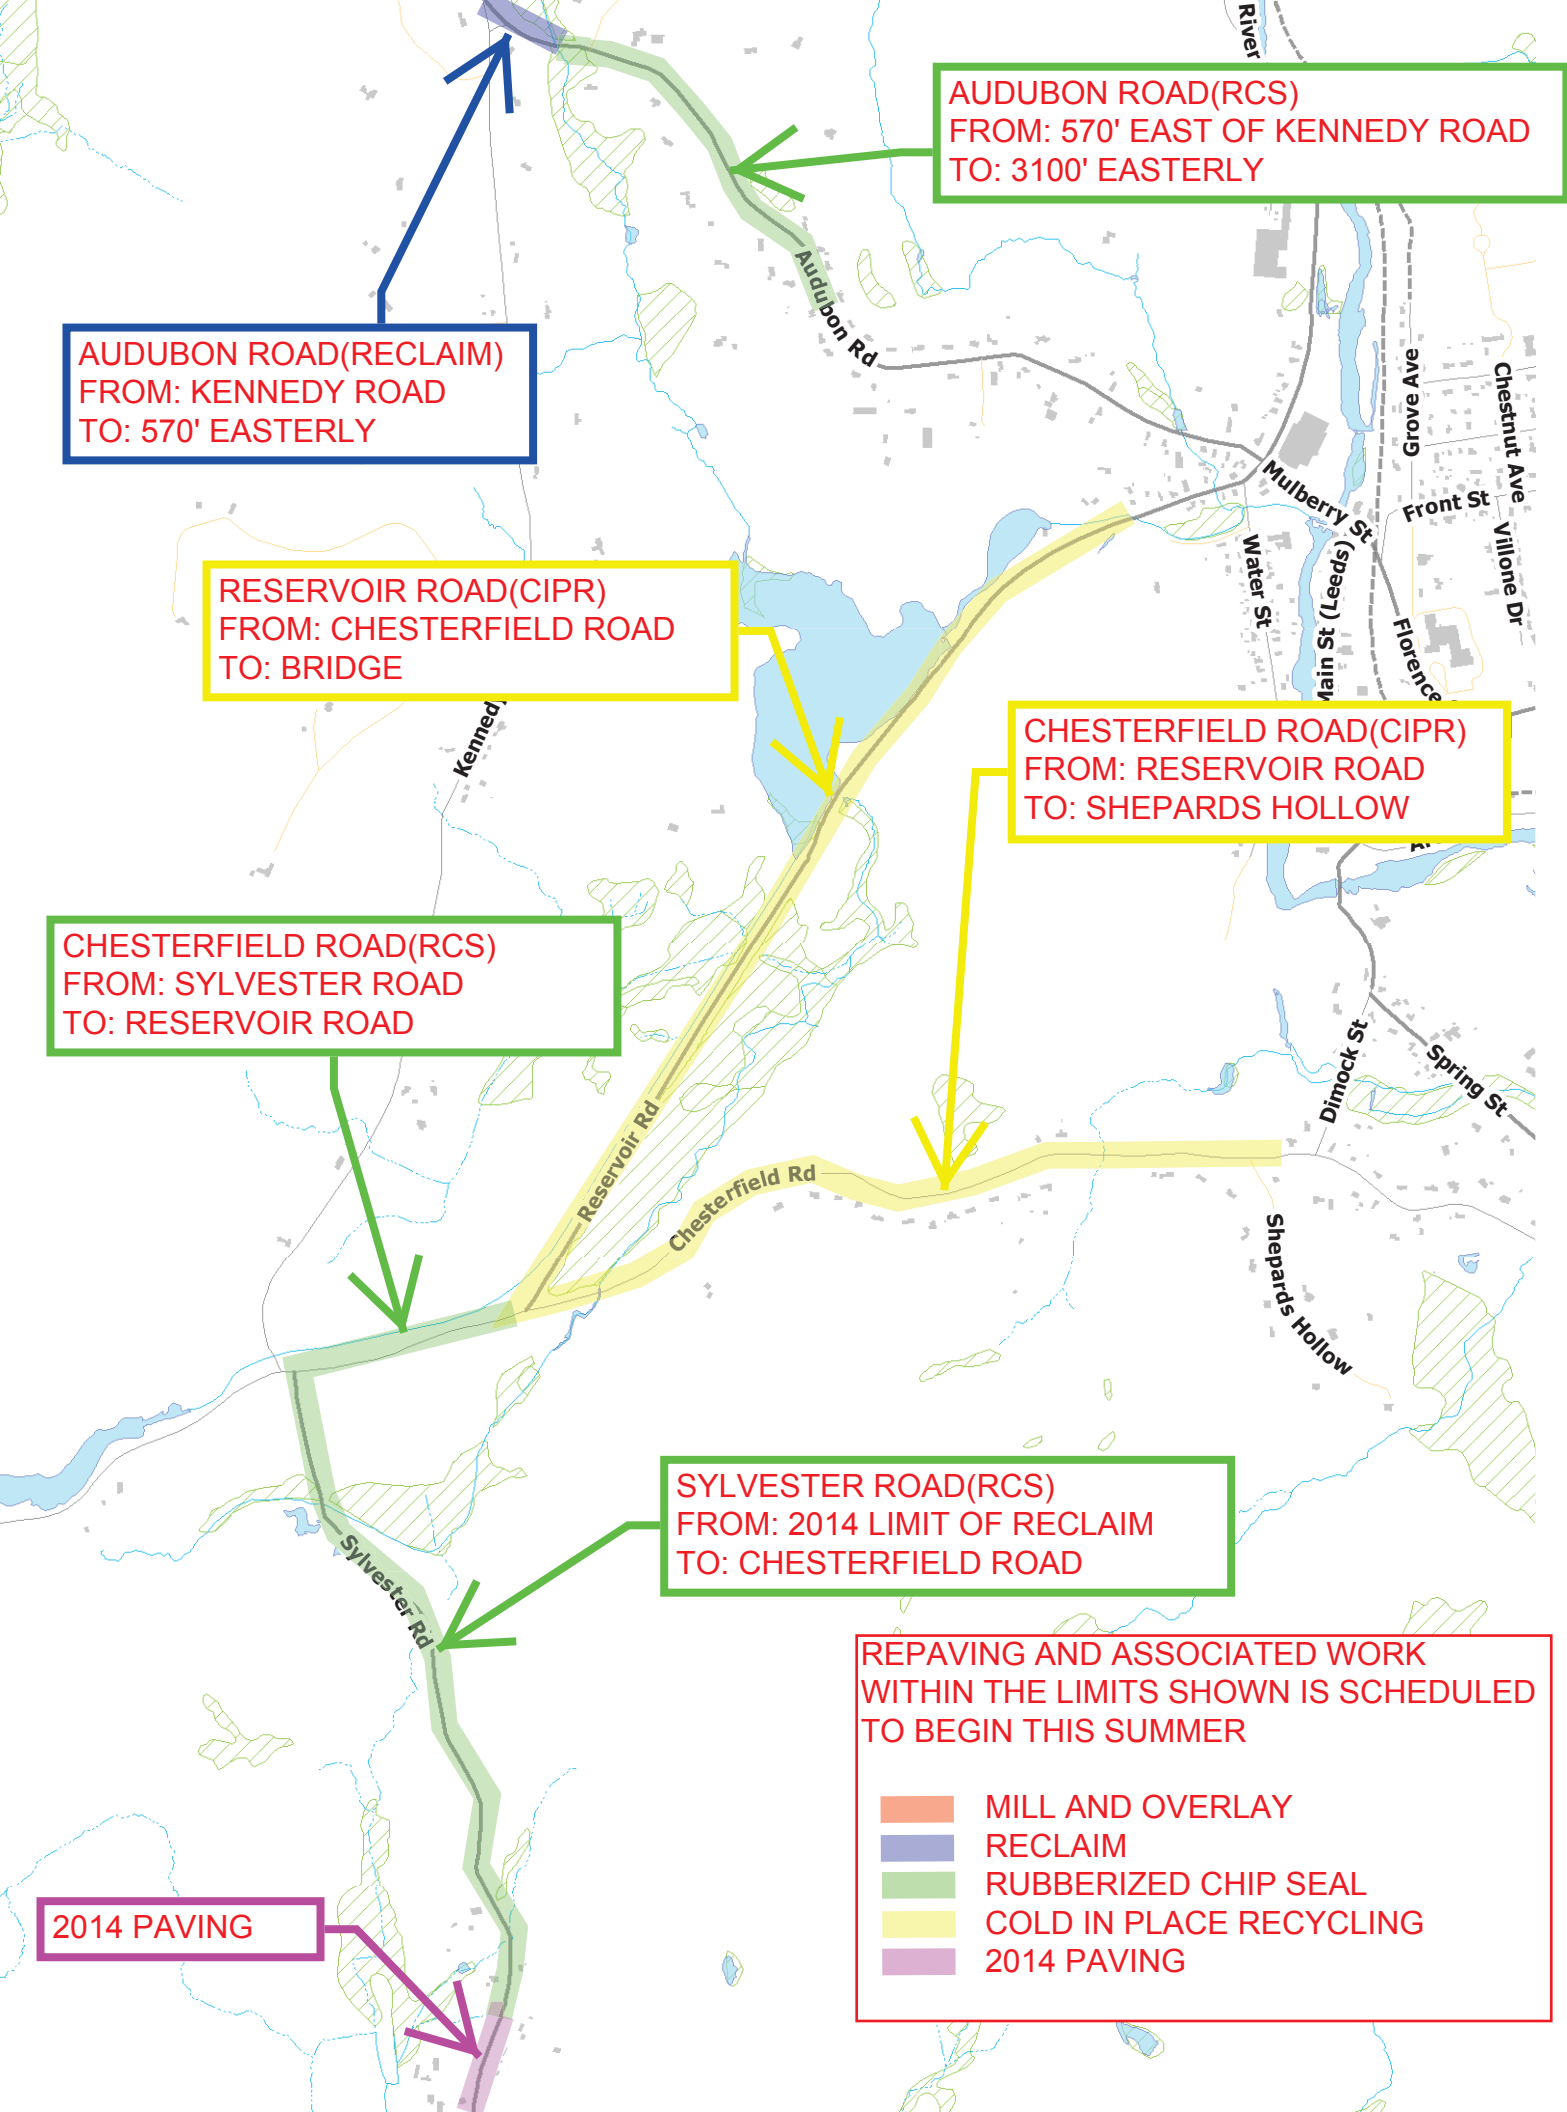 River
AUDUBON ROAD(RCS)
FROM: 570' EAST OF KENNEDY ROAD
TO: 3100' EASTERLY
Audubon Rd
AUDUBON ROAD(RECLAIM)
FROM: KENNEDY ROAD
TO: 570' EASTERLY
Grove Ave
Chestnut Ave
Mulberry St
Front St
Villone Dr
Water St
Main St (Leeds)
Florence
RESERVOIR ROAD(CIPR)
FROM: CHESTERFIELD ROAD
TO: BRIDGE
Kennedy
CHESTERFIELD ROAD(CIPR)
FROM: RESERVOIR ROAD
TO: SHEPARDS HOLLOW
CHESTERFIELD ROAD(RCS)
FROM: SYLVESTER ROAD
TO: RESERVOIR ROAD
Dimock St
Spring St
Reservoir Rd
Chesterfield Rd
Shepards Hollow
SYLVESTER ROAD(RCS)
FROM: 2014 LIMIT OF RECLAIM
TO: CHESTERFIELD ROAD
Sylvester Rd
REPAVING AND ASSOCIATED WORK
WITHIN THE LIMITS SHOWN IS SCHEDULED
TO BEGIN THIS SUMMER
MILL AND OVERLAY
RECLAIM
RUBBERIZED CHIP SEAL
COLD IN PLACE RECYCLING
2014 PAVING
2014 PAVING